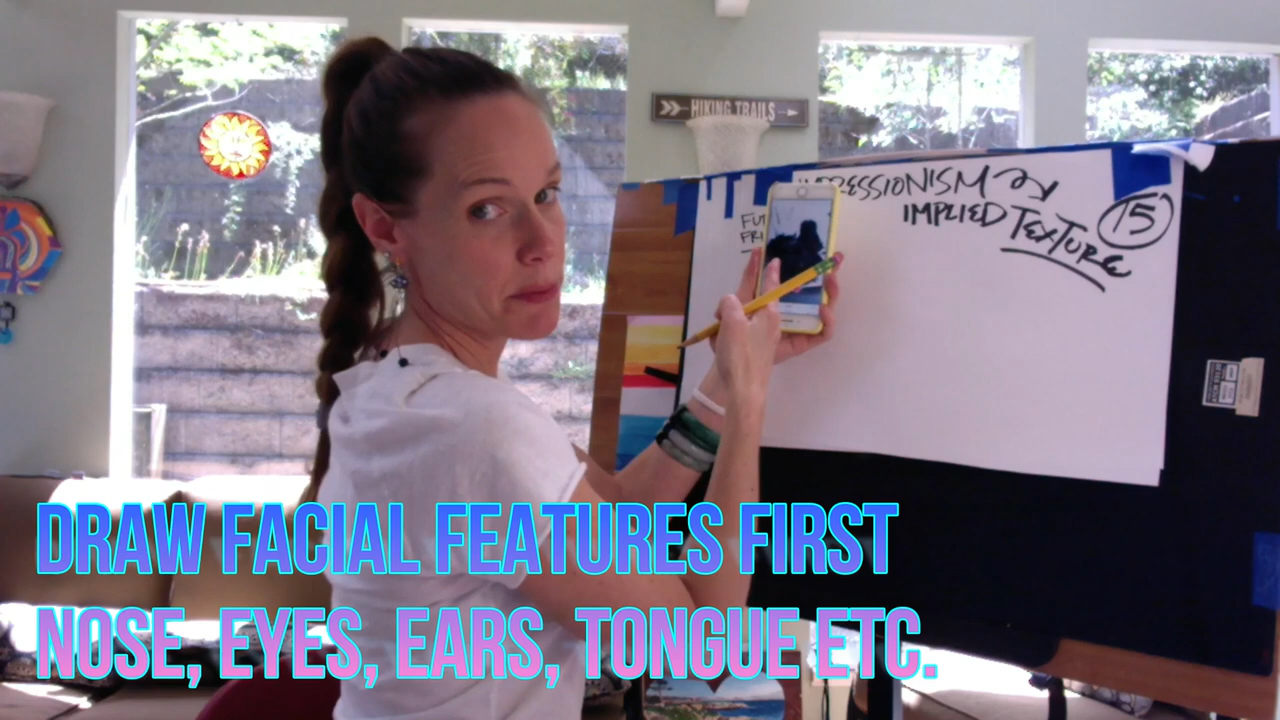 HIKING TRAILS
IMPRESSIONISM
IMPLIED TEXTURE
15
DRAW FACIAL FEATURES FIRST
NOSE, EYES, EARS, TONGUE ETC.